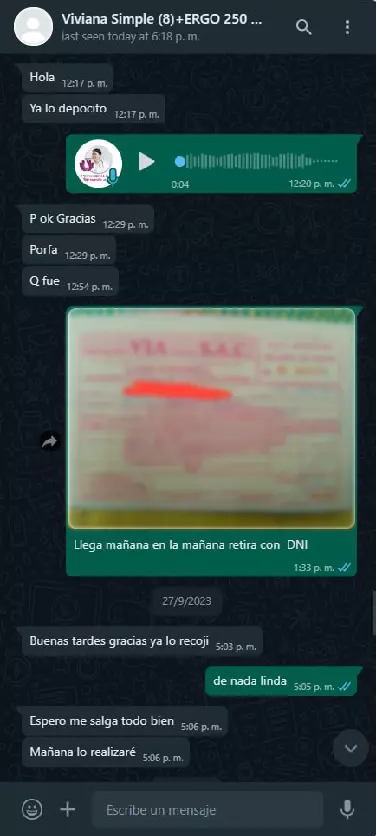 Viviana Simple (8)+ERGO 250 ...
last seen today at 6:18 p. m.
Hola 12:17 p. m.
Ya lo depocito 12:17 p. m.
0:04 12:20 p. m.
P ok Gracias 12:29 p. m.
Porfa 12:29 p. m.
Q fue 12:54 p. m.
VIA S.A.C
Llega mañana en la mañana retira con DNI
1:33 p. m.
27/9/2023
Buenas tardes gracias ya lo recoji 5:03 p. m.
de nada linda 5:05 p. m.
Espero me salga todo bien 5:06 p. m.
Mañana lo realizaré 5:06 p. m.
Escribe un mensaje